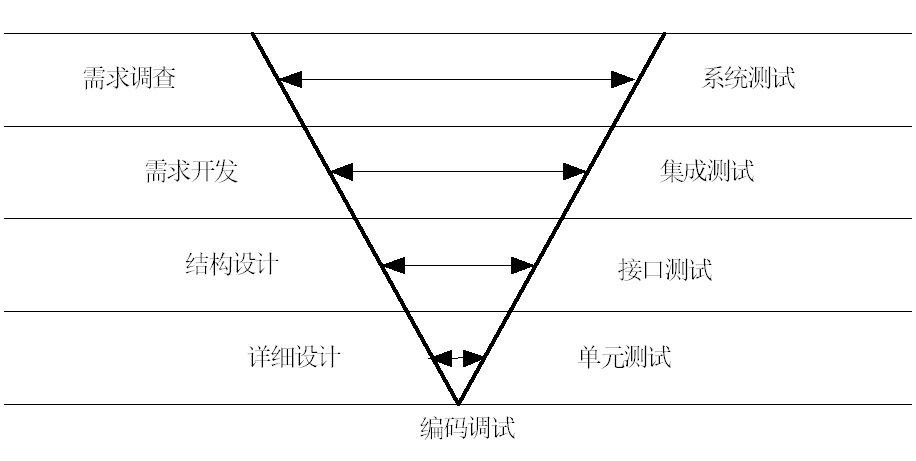 需求调查
系统测试
需求开发
集成测试
结构设计
接口测试
详细设计
单元测试
编码调试